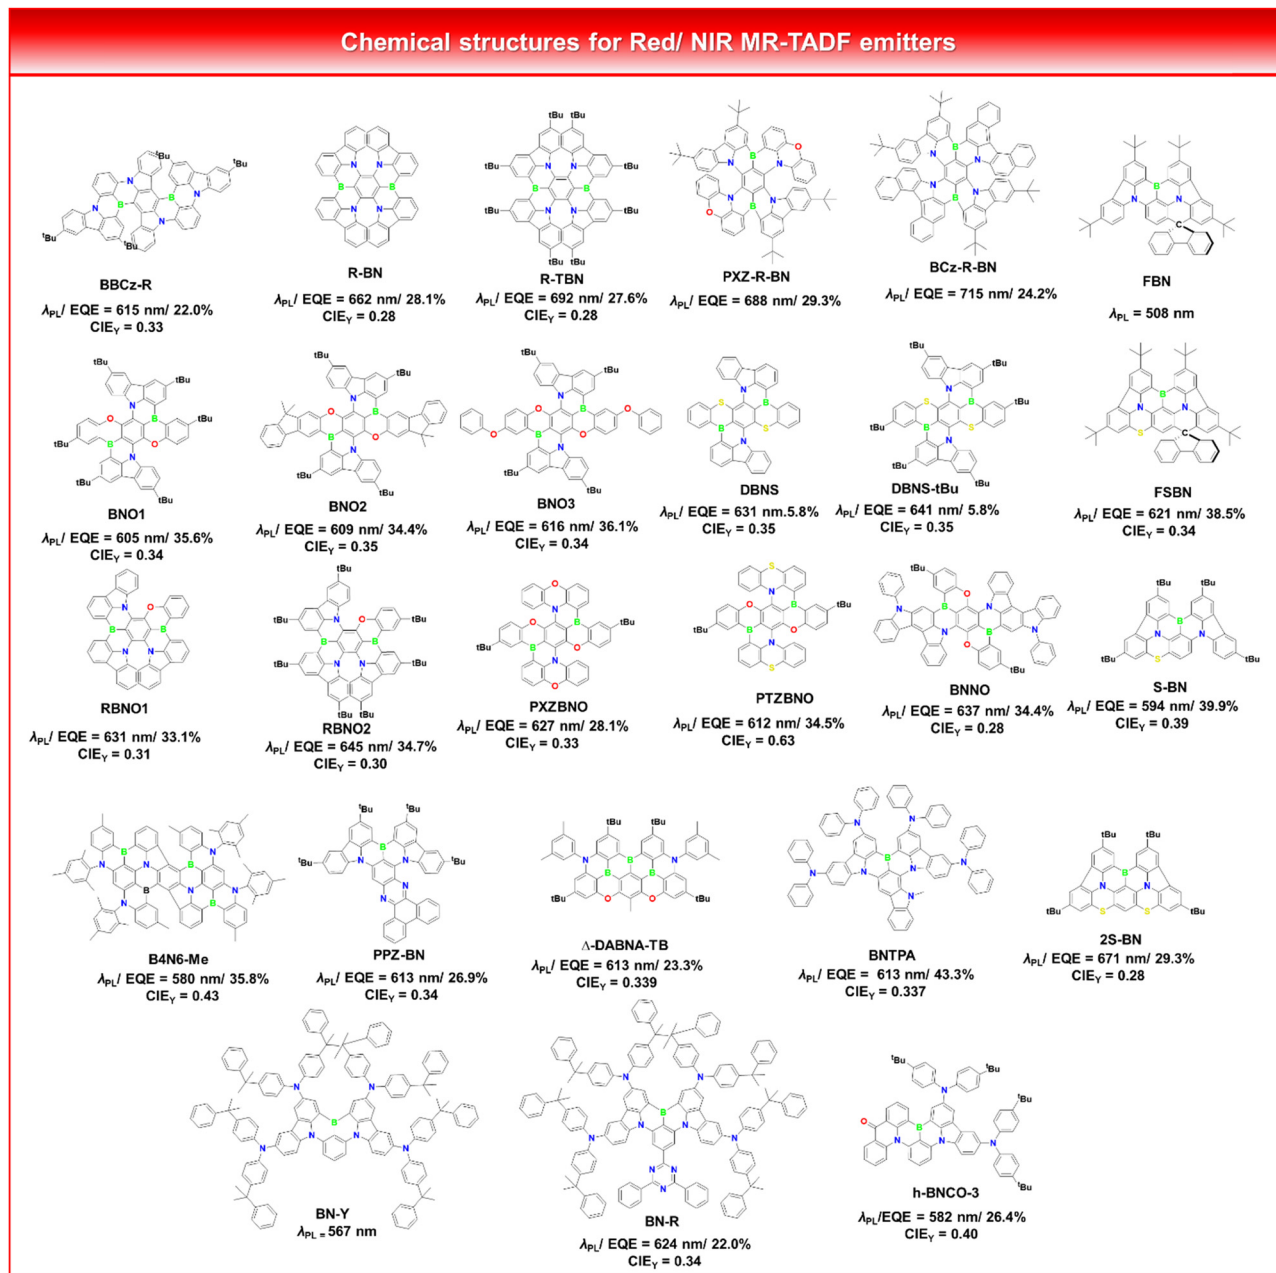 Chemical structures for Red/ NIR MR-TADF emitters
BBCz-R
λPL/ EQE = 615 nm/ 22.0%
CIEY = 0.33
R-BN
λPL/ EQE = 662 nm/ 28.1%
CIEY = 0.28
R-TBN
λPL/ EQE = 692 nm/ 27.6%
CIEY = 0.28
PXZ-R-BN
λPL/ EQE = 688 nm/ 29.3%
BCz-R-BN
λPL/ EQE = 715 nm/ 24.2%
FBN
λPL = 508 nm
BNO1
λPL/ EQE = 605 nm/ 35.6%
CIEY = 0.34
BNO2
λPL/ EQE = 609 nm/ 34.4%
CIEY = 0.35
BNO3
λPL/ EQE = 616 nm/ 36.1%
CIEY = 0.34
DBNS
λPL/ EQE = 631 nm.5.8%
CIEY = 0.35
DBNS-tBu
λPL/ EQE = 641 nm/ 5.8%
CIEY = 0.35
FSBN
λPL/ EQE = 621 nm/ 38.5%
CIEY = 0.34
RBNO1
λPL/ EQE = 631 nm/ 33.1%
CIEY = 0.31
RBNO2
λPL/ EQE = 645 nm/ 34.7%
CIEY = 0.30
PXZBNO
λPL/ EQE = 627 nm/ 28.1%
CIEY = 0.33
PTZBNO
λPL/ EQE = 612 nm/ 34.5%
CIEY = 0.63
BNNO
λPL/ EQE = 637 nm/ 34.4%
CIEY = 0.28
S-BN
λPL/ EQE = 594 nm/ 39.9%
CIEY = 0.39
B4N6-Me
λPL/ EQE = 580 nm/ 35.8%
CIEY = 0.43
PPZ-BN
λPL/ EQE = 613 nm/ 26.9%
CIEY = 0.34
Δ-DABNA-TB
λPL/ EQE = 613 nm/ 23.3%
CIEY = 0.339
BNTPA
λPL/ EQE = 613 nm/ 43.3%
CIEY = 0.337
2S-BN
λPL/ EQE = 671 nm/ 29.3%
CIEY = 0.28
BN-Y
λPL = 567 nm
BN-R
λPL/ EQE = 624 nm/ 22.0%
CIEY = 0.34
h-BNCO-3
λPL/EQE = 582 nm/ 26.4%
CIEY = 0.40